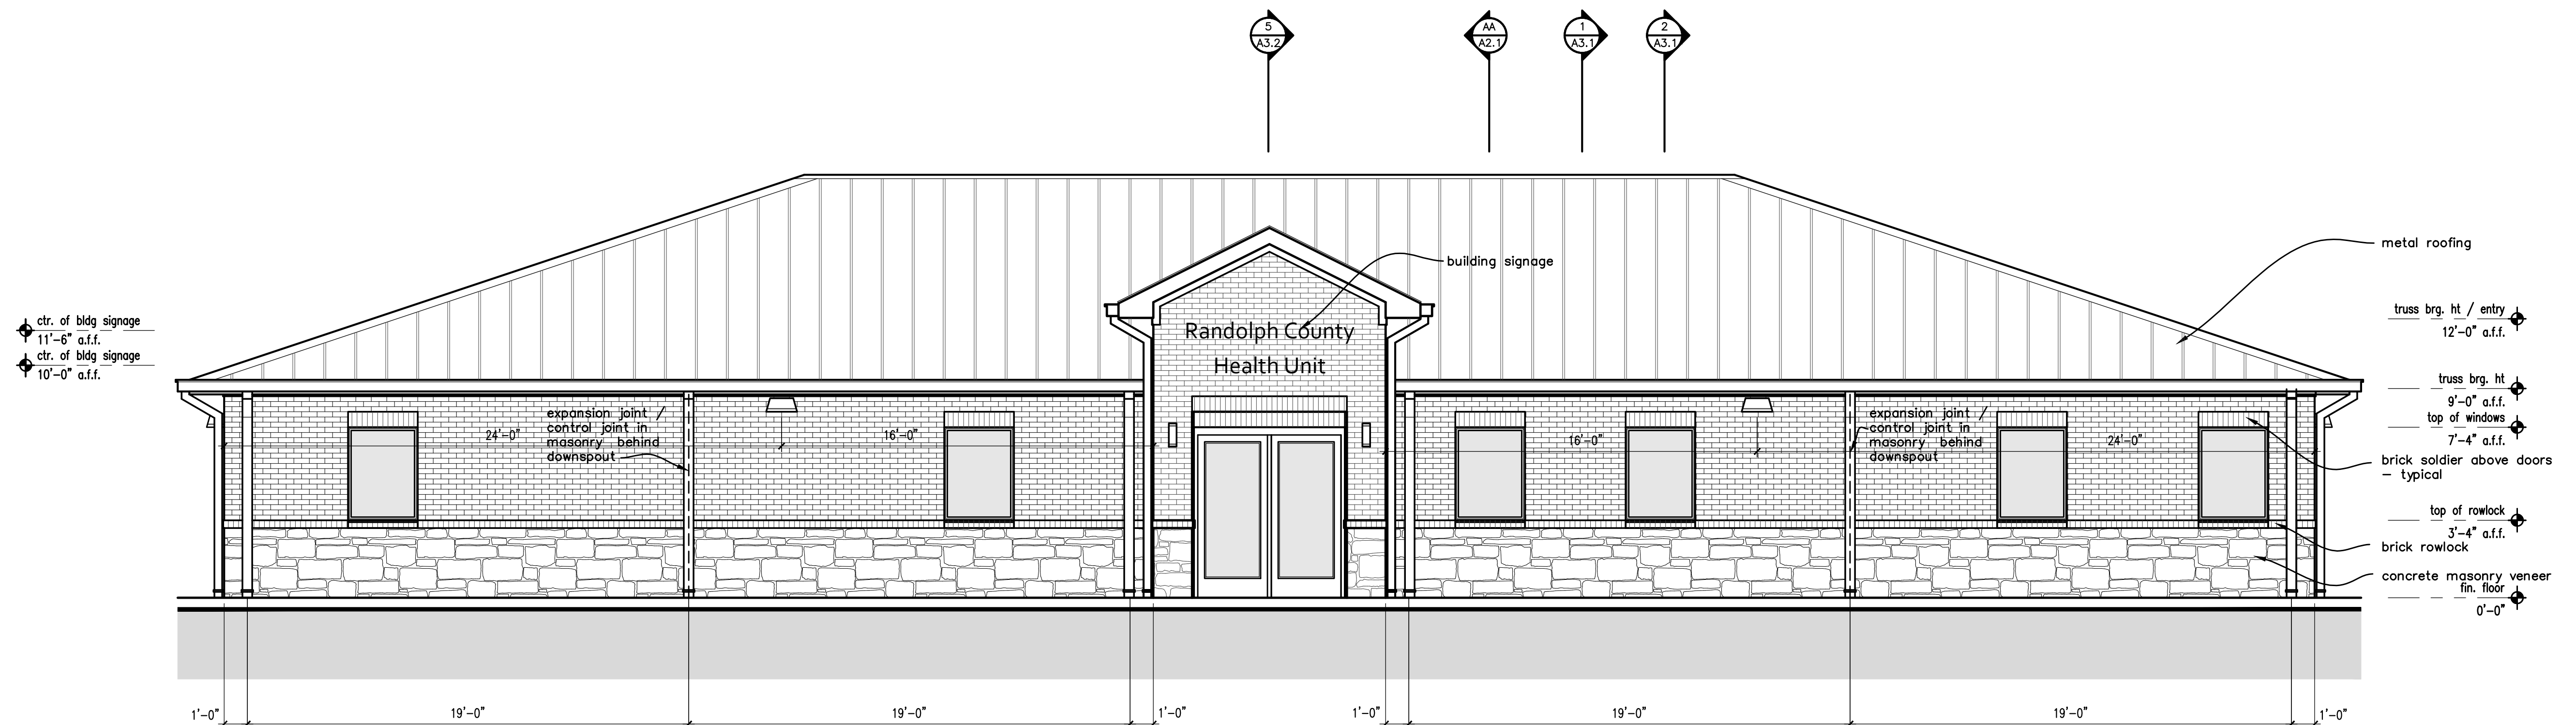 5
A3.2
AA
A2.1
1
A3.1
2
A3.1
metal roofing
building signage
ctr. of bldg signage
11'-6" a.f.f.
ctr. of bldg signage
10'-0" a.f.f.
Randolph County
Health Unit
truss brg. ht / entry
12'-0" a.f.f.
truss brg. ht
9'-0" a.f.f.
top of windows
7'-4" a.f.f.
24'-0"
expansion joint /
control joint in
masonry behind
downspout
16'-0"
16'-0"
expansion joint /
control joint in
masonry behind
downspout
24'-0"
brick soldier above doors
– typical
top of rowlock
3'-4" a.f.f.
brick rowlock
concrete masonry veneer
fin. floor
0'-0"
1'-0"
19'-0"
19'-0"
1'-0"
1'-0"
19'-0"
19'-0"
1'-0"